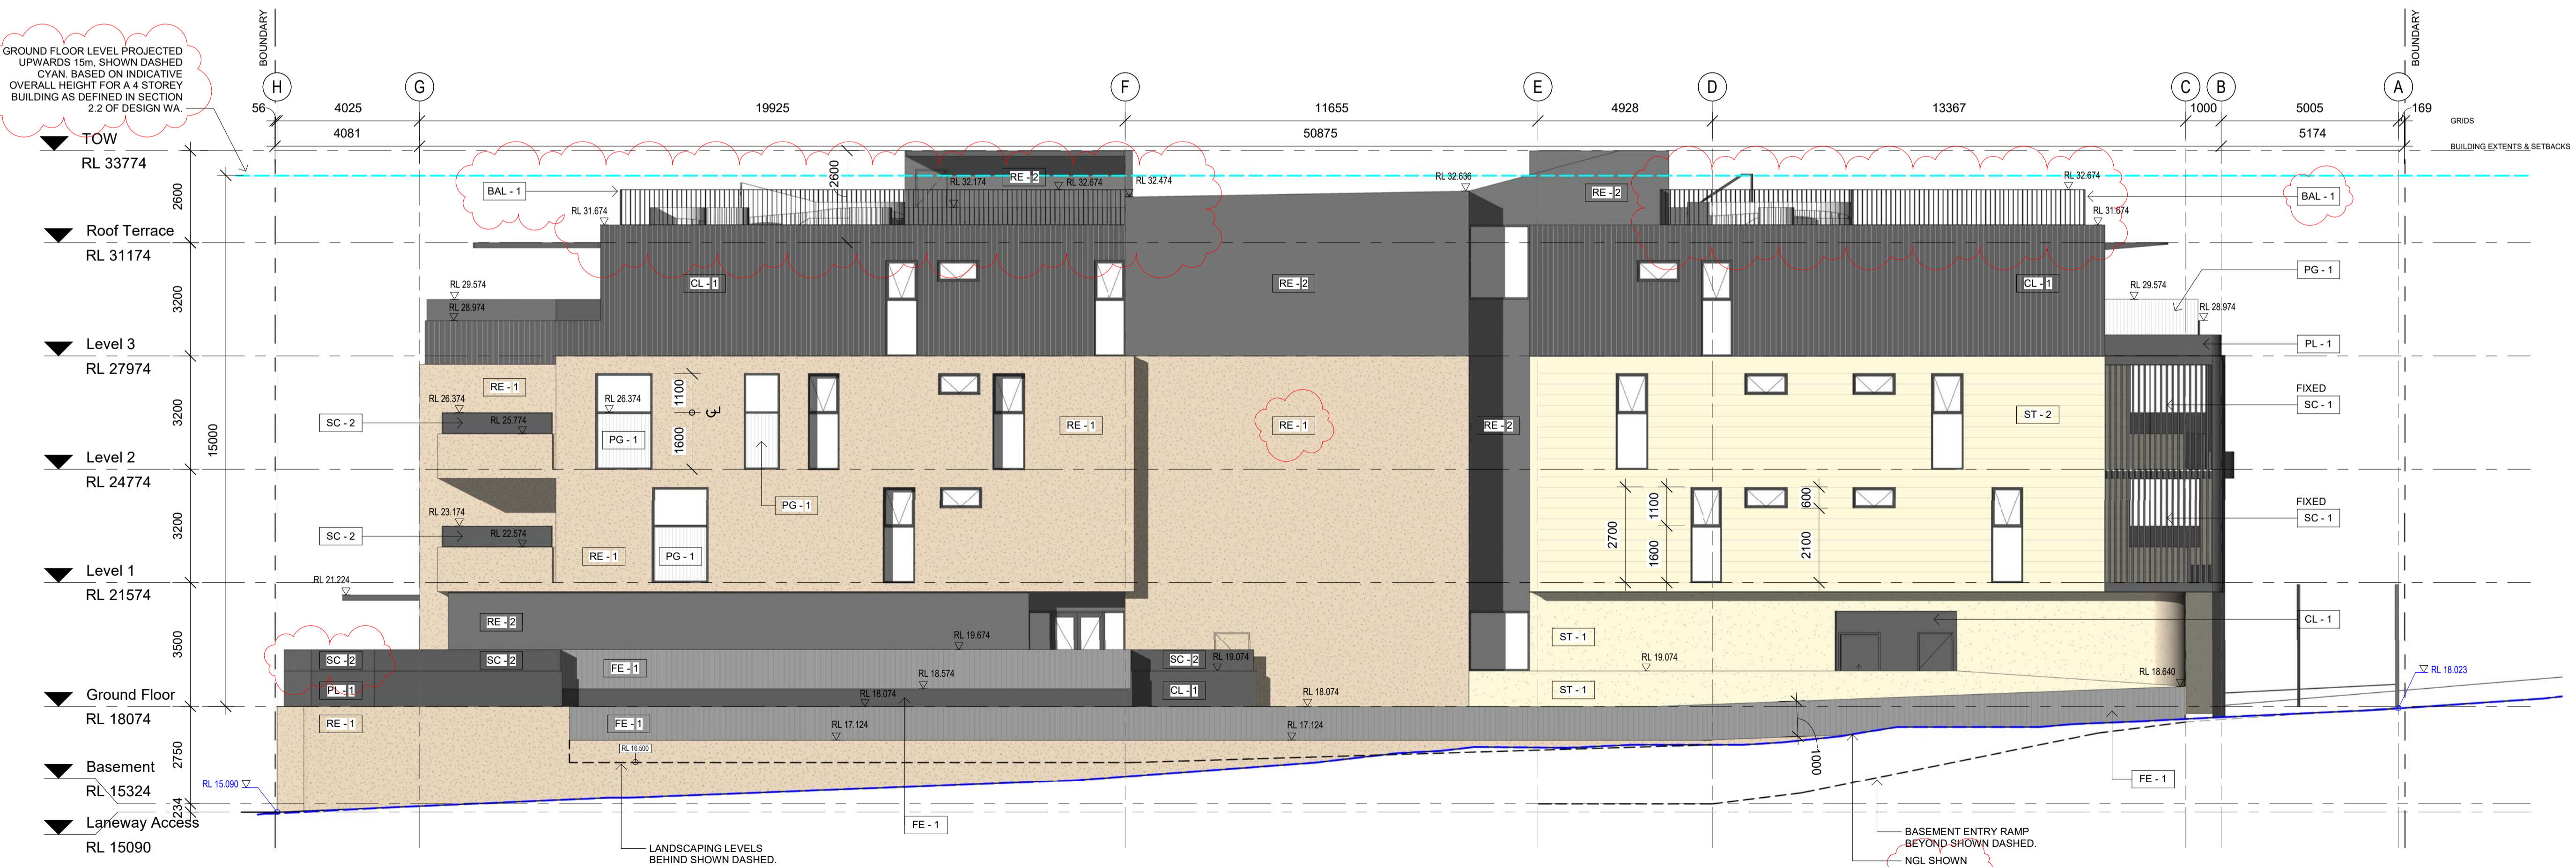 BOUNDARY
BOUNDARY
GROUND FLOOR LEVEL PROJECTED
UPWARDS 15m, SHOWN DASHED
CYAN. BASED ON INDICATIVE
OVERALL HEIGHT FOR A 4 STOREY
BUILDING AS DEFINED IN SECTION
2.2 OF DESIGN WA.
H
G
F
E
D
C
B
A
56
4025
19925
11655
4928
13367
1000
5005
169
GRIDS
4081
50875
5174
BUILDING EXTENTS & SETBACKS
TOW
RL 33774
2600
Roof Terrace
RL 31174
3200
Level 3
RL 27974
3200
Level 2
RL 24774
3200
Level 1
RL 21574
3500
Ground Floor
RL 18074
2750
Basement
RL 15324
234
Laneway Access
RL 15090
15000
BAL - 1
2600
RL 32.174
RE - 2
RL 32.674
RL 32.474
RL 32.636
RE - 2
RL 32.674
BAL - 1
RL 31.674
RL 31.674
CL - 1
RE - 2
CL - 1
PG - 1
RL 29.574
RL 28.974
RL 29.574
RL 28.974
PL - 1
RE - 1
RL 26.374
RL 25.774
SC - 2
RL 26.374
PG - 1
1100
1600
CL
PG - 1
RE - 1
RE - 1
RE - 2
ST - 2
FIXED
SC - 1
SC - 2
RL 23.174
RL 22.574
RE - 1
PG - 1
2700
1100
1600
600
2100
FIXED
SC - 1
RL 21.224
RE - 2
RL 19.674
ST - 1
CL - 1
SC - 2
SC - 2
FE - 1
SC - 2
RL 19.074
RL 19.074
RL 18.640
RL 18.023
PL - 1
RL 18.574
CL - 1
ST - 1
RL 18.074
RL 18.074
RE - 1
FE - 1
RL 17.124
RL 17.124
RL 16.500
1000
RL 15.090
FE - 1
FE - 1
LANDSCAPING LEVELS
BEHIND SHOWN DASHED.
BASEMENT ENTRY RAMP
BEYOND SHOWN DASHED.
NGL SHOWN